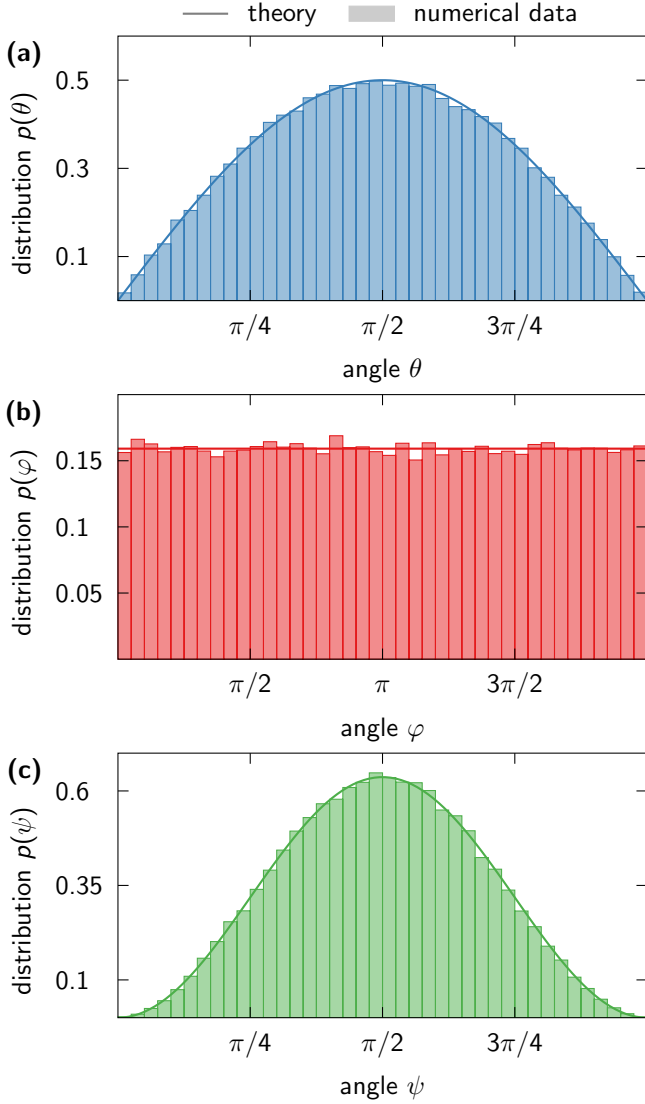 theory numerical data
(a)
distribution p(θ)
0.5
0.3
0.1
π/4 π/2 3π/4
angle θ
(b)
distribution p(φ)
0.15
0.1
0.05
π/2 π 3π/2
angle φ
(c)
distribution p(ψ)
0.6
0.35
0.1
π/4 π/2 3π/4
angle ψ